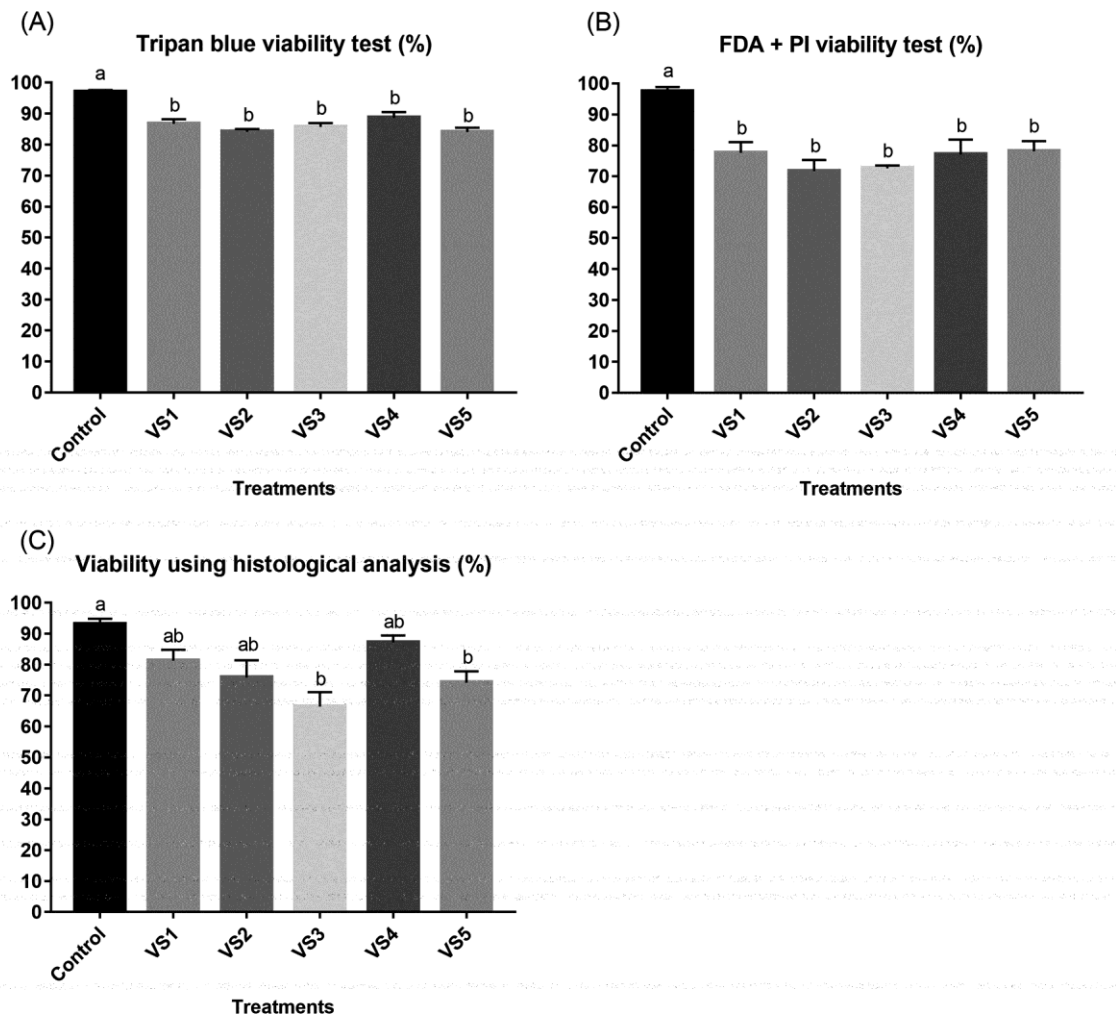 (A)
Tripan blue viability test (%)
100
90
80
70
60
50
40
30
20
10
0
a
b
b
b
b
b
Control
VS1
VS2
VS3
VS4
VS5
Treatments
(B)
FDA + PI viability test (%)
100
90
80
70
60
50
40
30
20
10
0
a
b
b
b
b
b
Control
VS1
VS2
VS3
VS4
VS5
Treatments
(C)
Viability using histological analysis (%)
100
90
80
70
60
50
40
30
20
10
0
a
ab
ab
b
ab
b
Control
VS1
VS2
VS3
VS4
VS5
Treatments